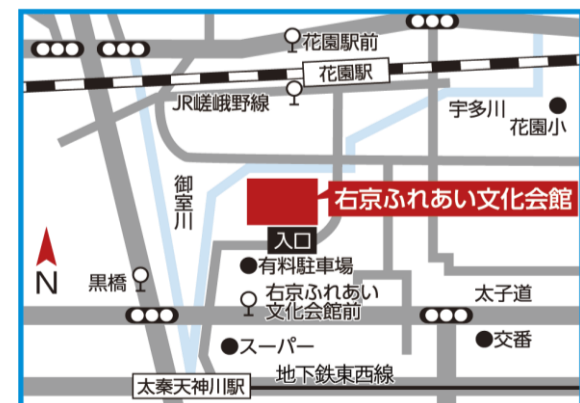 花園駅前
花園駅
JR嵯峨野線
宇多川
花園小
御室川
右京ふれあい文化会館
入口
N
有料駐車場
黒橋
右京ふれあい
文化会館前
太子道
スーパー
交番
地下鉄東西線
太秦天神川駅